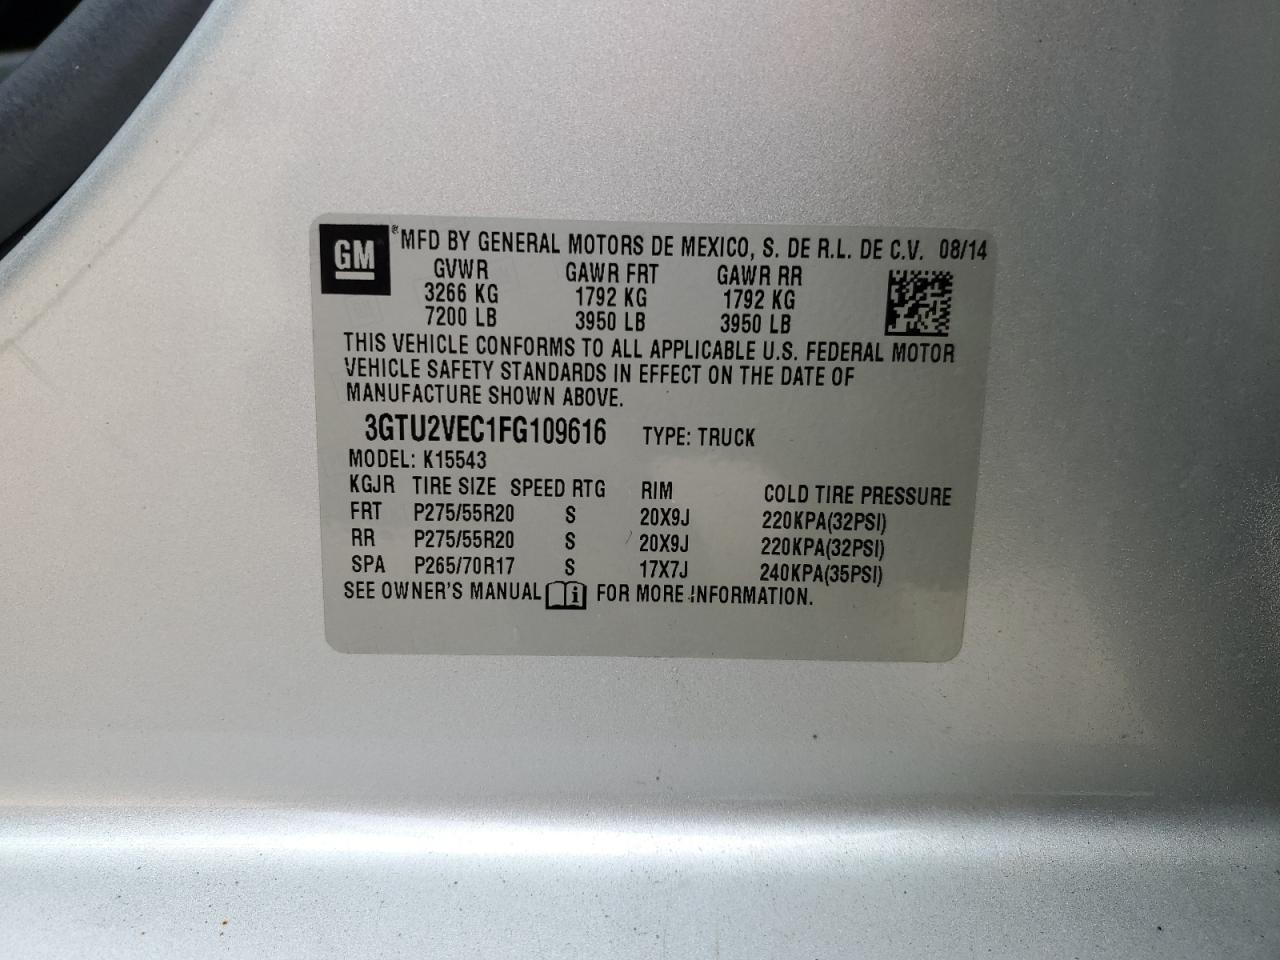 GM ® MFD BY GENERAL MOTORS DE MEXICO, S. DE R.L. DE C.V. 08/14
GVWR GAWR FRT GAWR RR
3266 KG 1792 KG 1792 KG
7200 LB 3950 LB 3950 LB
THIS VEHICLE CONFORMS TO ALL APPLICABLE U.S. FEDERAL MOTOR
VEHICLE SAFETY STANDARDS IN EFFECT ON THE DATE OF
MANUFACTURE SHOWN ABOVE.
3GTU2VEC1FG109616 TYPE: TRUCK
MODEL: K15543
KGJR TIRE SIZE SPEED RTG RIM COLD TIRE PRESSURE
FRT P275/55R20 S 20X9J 220KPA(32PSI)
RR P275/55R20 S 20X9J 220KPA(32PSI)
SPA P265/70R17 S 17X7J 240KPA(35PSI)
SEE OWNER'S MANUAL i FOR MORE INFORMATION.